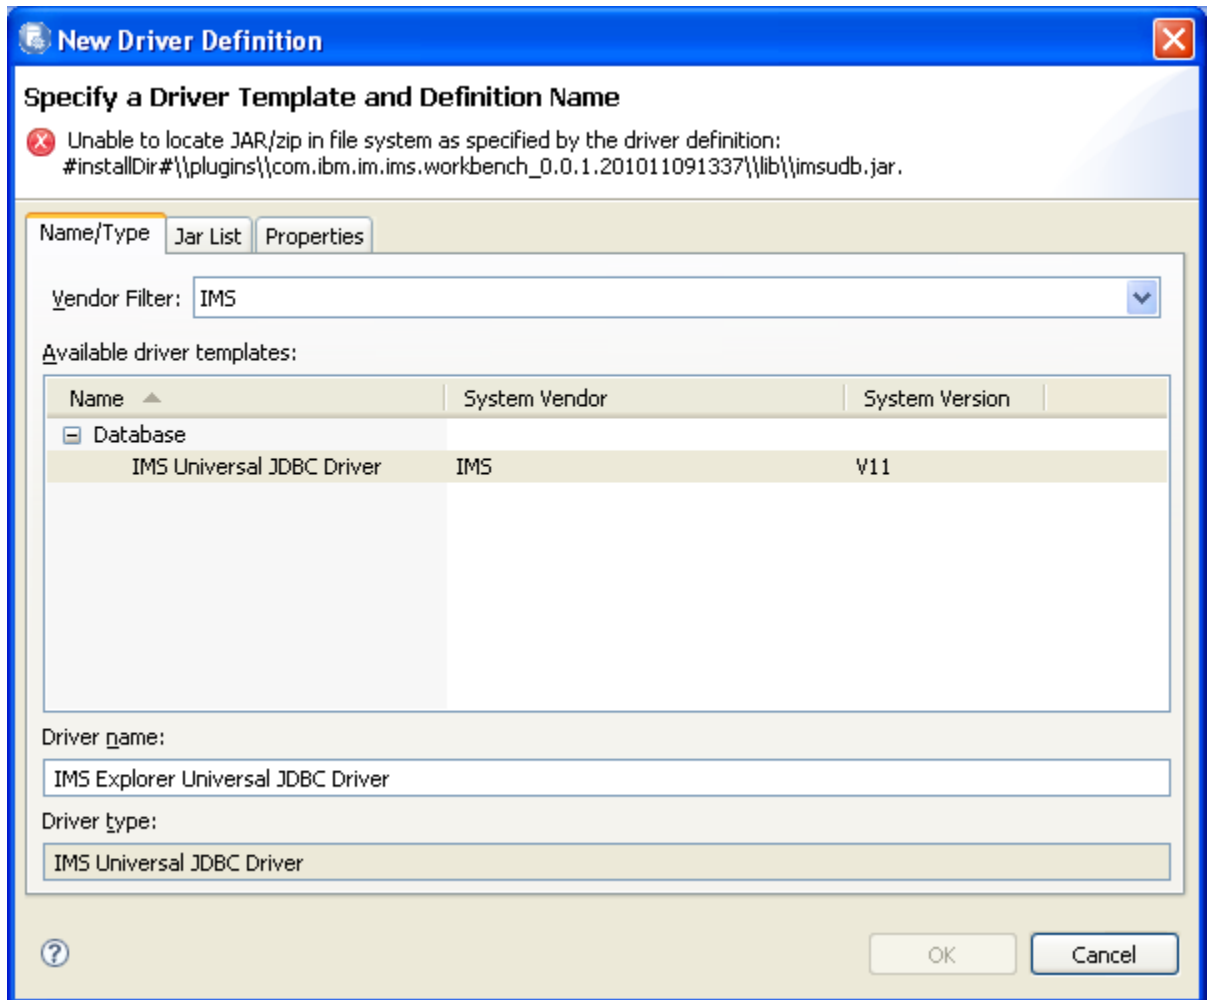 New Driver Definition
Specify a Driver Template and Definition Name
Unable to locate JAR/zip in file system as specified by the driver definition:
#installDir#\\plugins\\com.ibm.im.ims.workbench_0.0.1.201011091337\\lib\\imsudb.jar.
Name/Type Jar List Properties
Vendor Filter: IMS
Available driver templates:
Name System Vendor System Version
Database
IMS Universal JDBC Driver IMS V11
Driver name:
IMS Explorer Universal JDBC Driver
Driver type:
IMS Universal JDBC Driver
OK Cancel